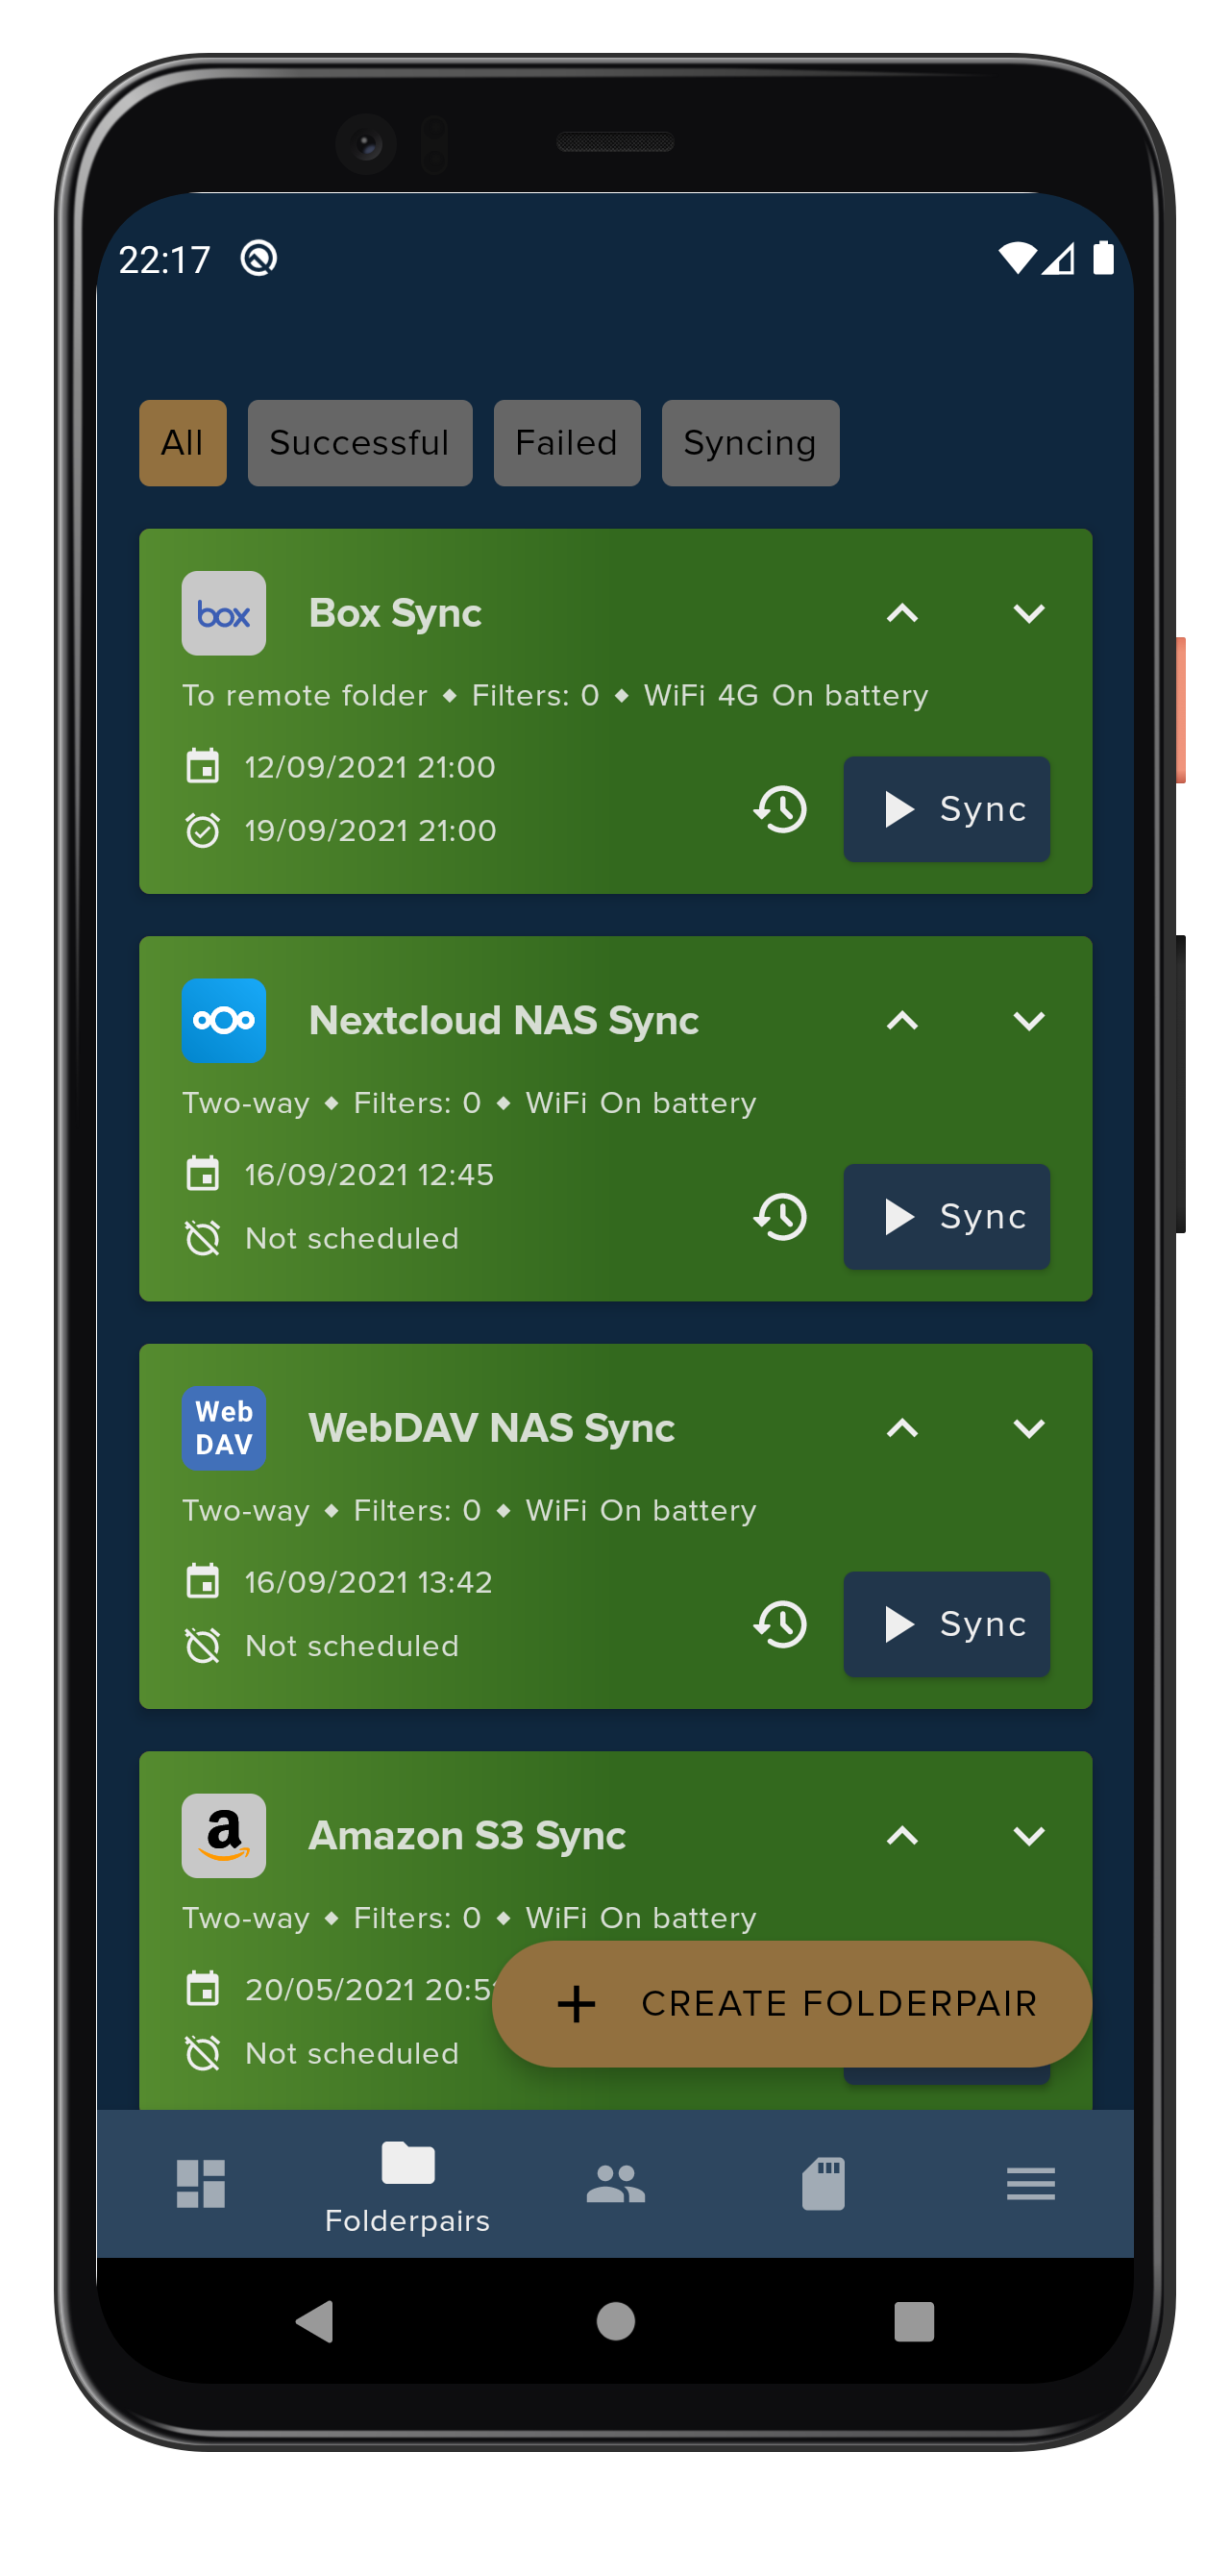 22:17
All Successful Failed Syncing
box Box Sync
To remote folder ◆ Filters: 0 ◆ WiFi 4G On battery
12/09/2021 21:00
19/09/2021 21:00
Sync
Nextcloud NAS Sync
Two-way ◆ Filters: 0 ◆ WiFi On battery
16/09/2021 12:45
Not scheduled
Sync
Web
DAV
WebDAV NAS Sync
Two-way ◆ Filters: 0 ◆ WiFi On battery
16/09/2021 13:42
Not scheduled
Sync
a Amazon S3 Sync
Two-way ◆ Filters: 0 ◆ WiFi On battery
20/05/2021
Not scheduled
+ CREATE FOLDERPAIR
Folderpairs